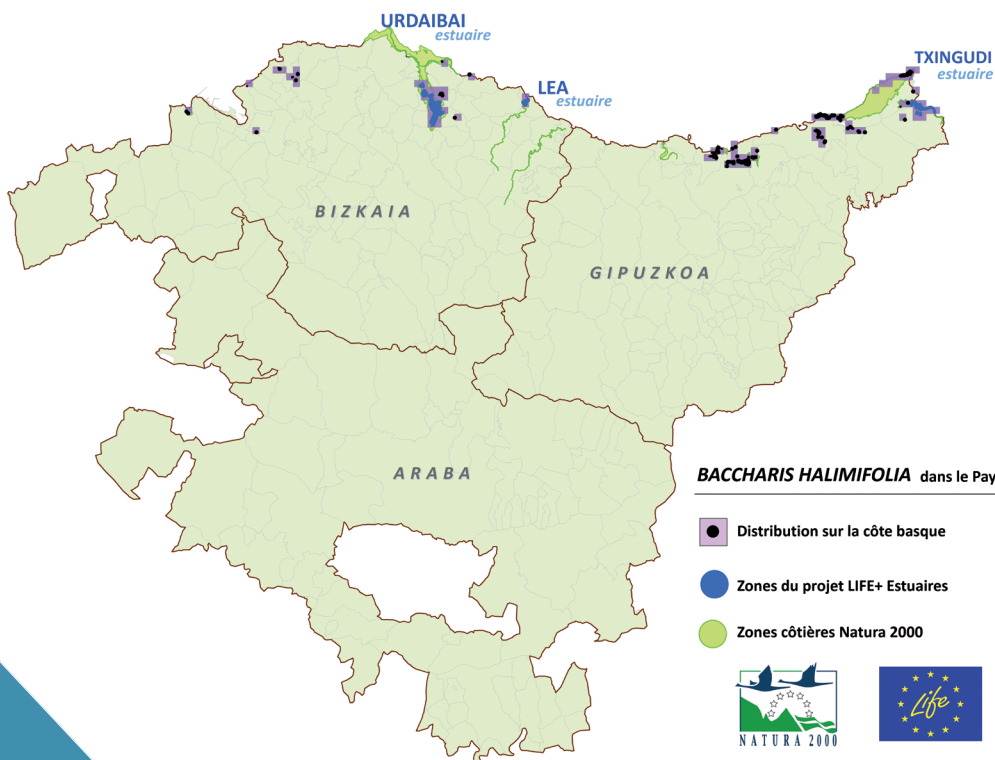 URDAIBAI
estuaire
TXINGUDI
estuaire
LEA
estuaire
BIZKAIA
GIPUZKOA
ARABA
BACCHARIS HALIMIFOLIA dans le Pay
Distribution sur la côte basque
Zones du projet LIFE+ Estuaires
Zones côtières Natura 2000
Life
NATURA 2000